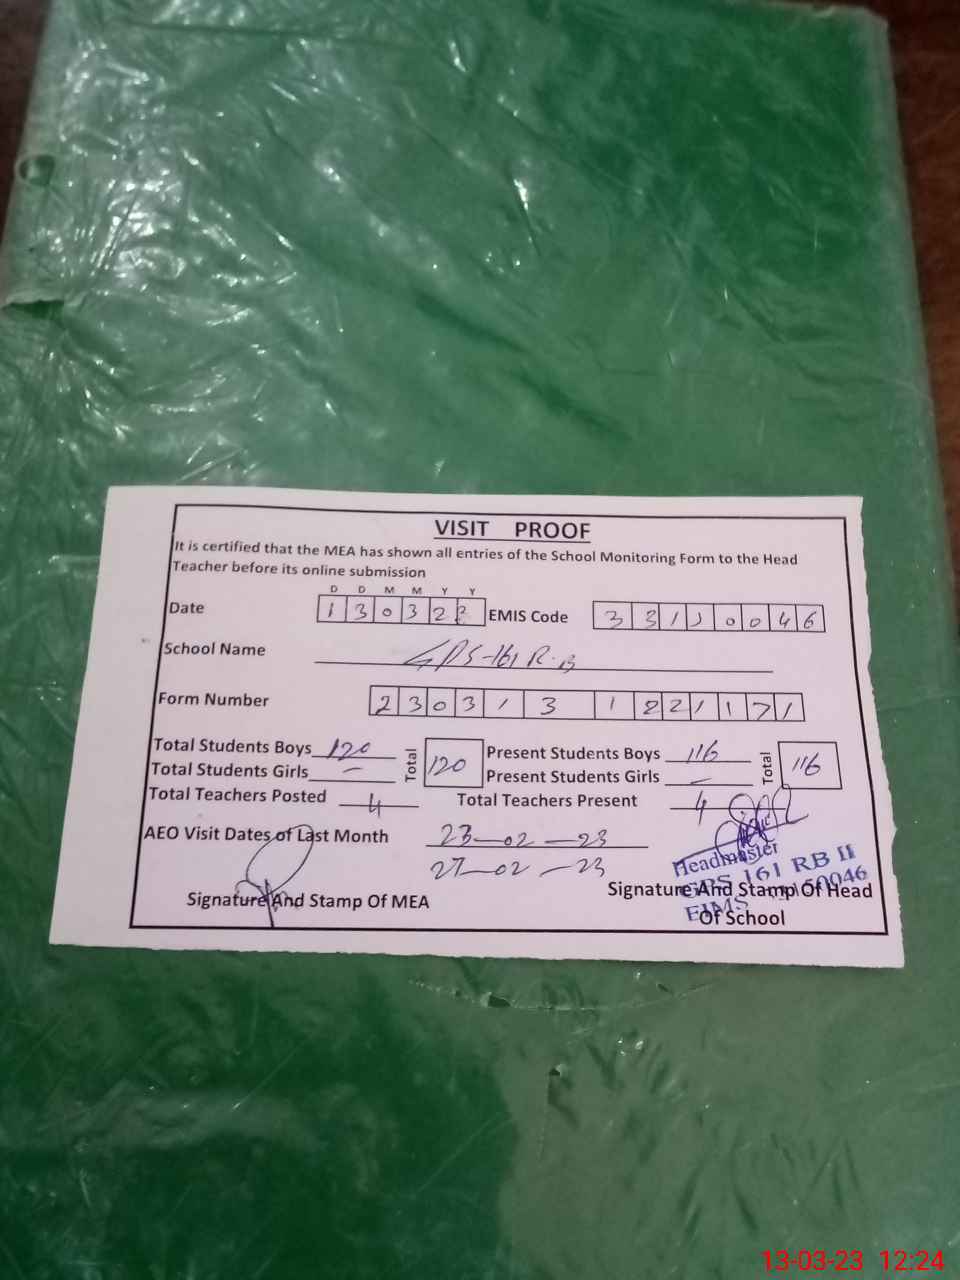 VISIT PROOF
It is certified that the MEA has shown all entries of the School Monitoring Form to the Head
Teacher before its online submission
D D M M Y Y
Date 1 3 0 3 2 EMIS Code 3 3 1 0 0 4 6
School Name GPS-161 R.B
Form Number 2 3 0 3 1 3 1 2 2 1 1 7 1
Total Students Boys 120 Total 120 Present Students Boys 116 Total 116
Total Students Girls — Present Students Girls —
Total Teachers Posted 4 Total Teachers Present 4
AEO Visit Dates of Last Month 23-02-23
27-02-23
Headmaster
GPS 161 RB II
EIMS 50046
Signature And Stamp Of MEA Signature And Stamp Of Head
Of School
13-03-23 12:24